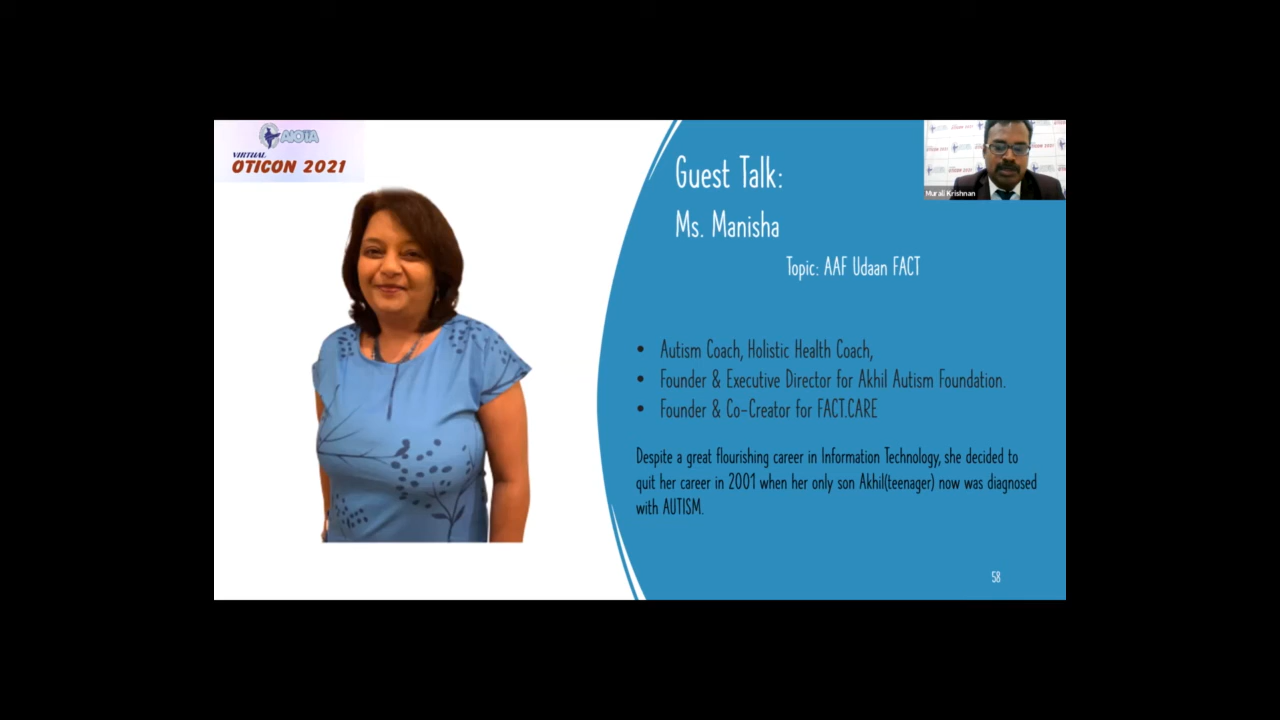 AIOTA
VIRTUAL
OTICON 2021
Guest Talk:
Ms. Manisha
Topic: AAF Udaan FACT
Murali Krishnan
• Autism Coach, Holistic Health Coach,
• Founder & Executive Director for Akhil Autism Foundation.
• Founder & Co-Creator for FACT.CARE
Despite a great flourishing career in Information Technology, she decided to
quit her career in 2001 when her only son Akhil(teenager) now was diagnosed
with AUTISM.
58